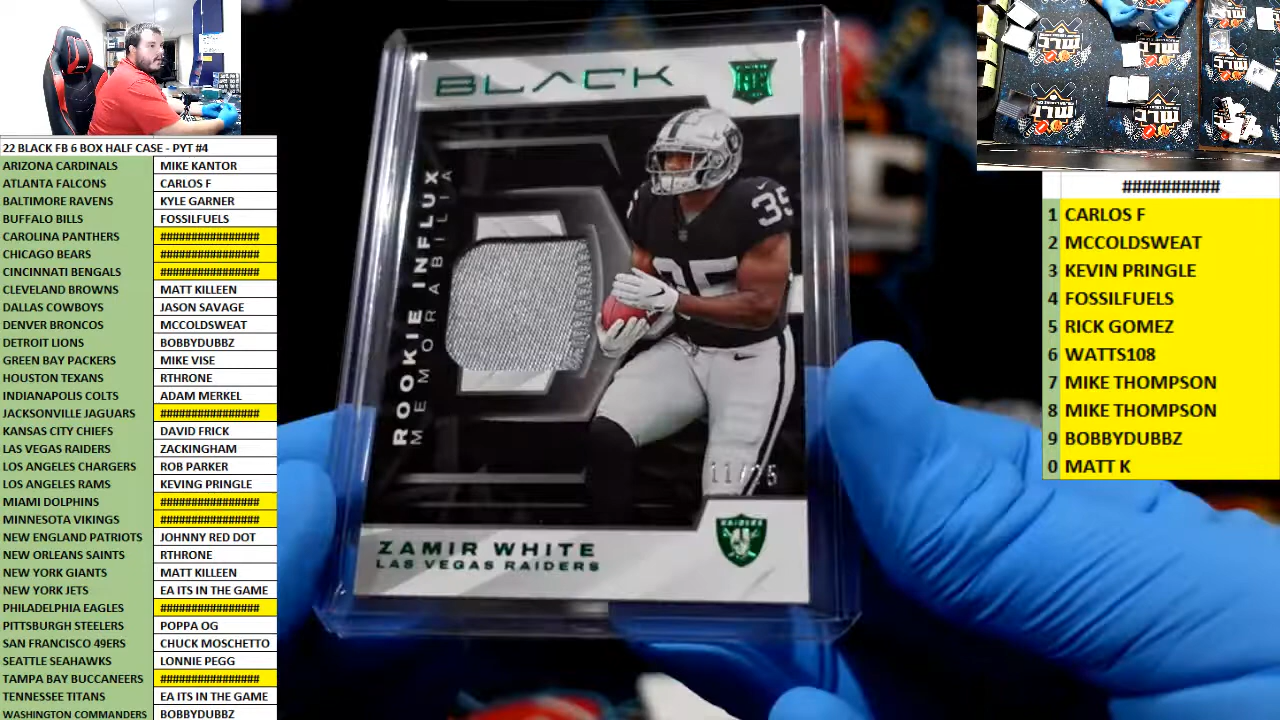 22 BLACK FB 6 BOX HALF CASE - PYT #4
ARIZONA CARDINALS MIKE KANTOR
ATLANTA FALCONS CARLOS F
BALTIMORE RAVENS KYLE GARNER
BUFFALO BILLS FOSSILFUELS
CAROLINA PANTHERS ################
CHICAGO BEARS ################
CINCINNATI BENGALS ################
CLEVELAND BROWNS MATT KILLEEN
DALLAS COWBOYS JASON SAVAGE
DENVER BRONCOS MCCOLDSWEAT
DETROIT LIONS BOBBYDUBBZ
GREEN BAY PACKERS MIKE VISE
HOUSTON TEXANS RTHRONE
INDIANAPOLIS COLTS ADAM MERKEL
JACKSONVILLE JAGUARS ################
KANSAS CITY CHIEFS DAVID FRICK
LAS VEGAS RAIDERS ZACKINGHAM
LOS ANGELES CHARGERS ROB PARKER
LOS ANGELES RAMS KEVING PRINGLE
MIAMI DOLPHINS ################
MINNESOTA VIKINGS ################
NEW ENGLAND PATRIOTS JOHNNY RED DOT
NEW ORLEANS SAINTS RTHRONE
NEW YORK GIANTS MATT KILLEEN
NEW YORK JETS EA ITS IN THE GAME
PHILADELPHIA EAGLES ################
PITTSBURGH STEELERS POPPA OG
SAN FRANCISCO 49ERS CHUCK MOSCHETTO
SEATTLE SEAHAWKS LONNIE PEGG
TAMPA BAY BUCCANEERS ################
TENNESSEE TITANS EA ITS IN THE GAME
WASHINGTON COMMANDERS BOBBYDUBBZ
BLACK
ROOKIE INFLUX
MEMORABILIA
35
35
11/25
RAIDERS
ZAMIR WHITE
LAS VEGAS RAIDERS
##########
1 CARLOS F
2 MCCOLDSWEAT
3 KEVIN PRINGLE
4 FOSSILFUELS
5 RICK GOMEZ
6 WATTS108
7 MIKE THOMPSON
8 MIKE THOMPSON
9 BOBBYDUBBZ
0 MATT K